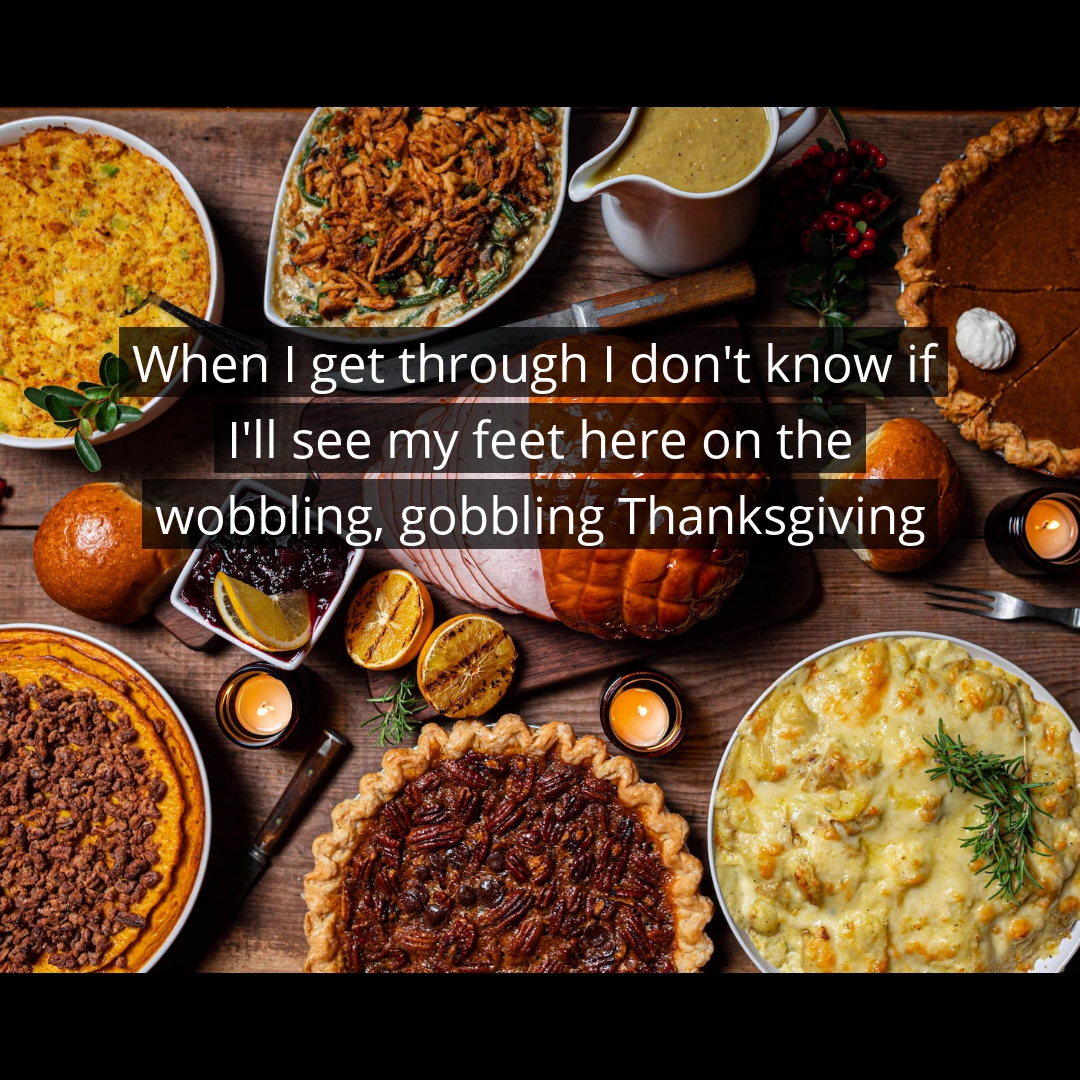 When I get through I don't know if
I'll see my feet here on the
wobbling, gobbling Thanksgiving